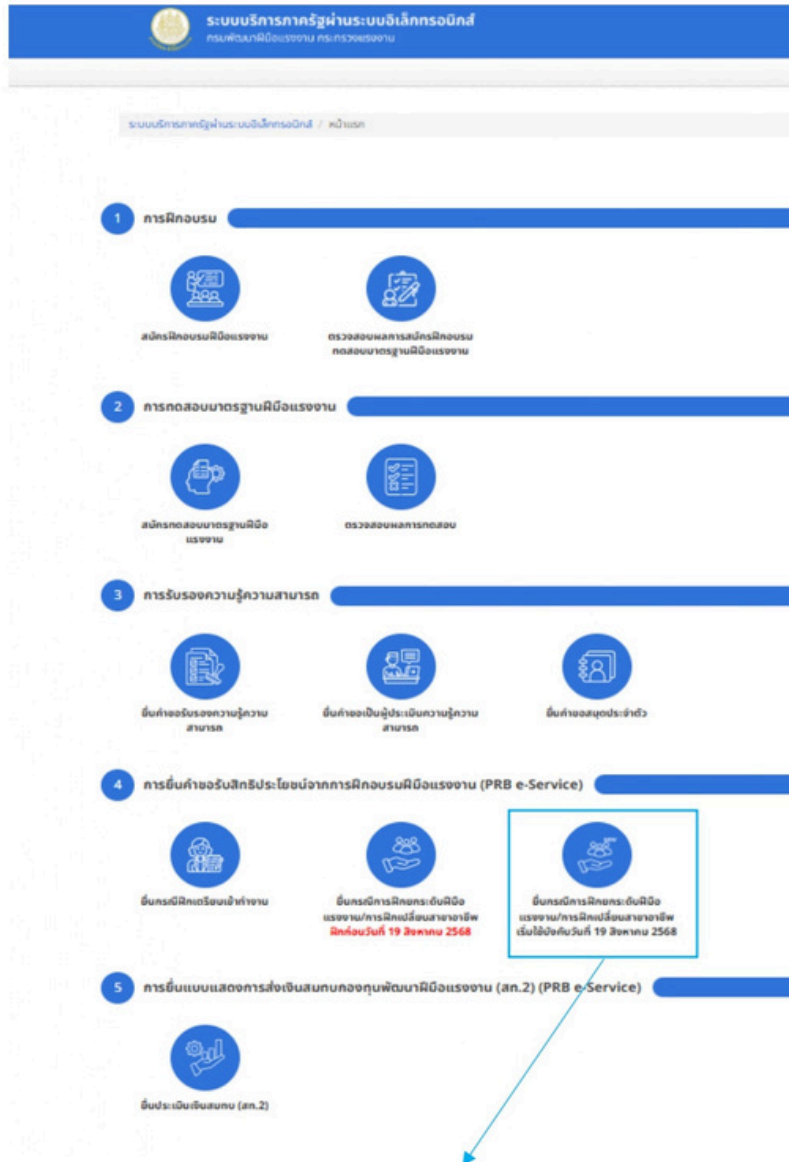 ระบบบริการภาครัฐผ่านระบบอิเล็กทรอนิกส์
กรมพัฒนาฝีมือแรงงาน กระทรวงแรงงาน
ระบบบริการภาครัฐผ่านระบบอิเล็กทรอนิกส์ / หน้าแรก
1 การฝึกอบรม
สมัครฝึกอบรมฝีมือแรงงาน
ตรวจสอบผลการสมัครฝึกอบรม
ทดสอบมาตรฐานฝีมือแรงงาน
2 การทดสอบมาตรฐานฝีมือแรงงาน
สมัครทดสอบมาตรฐานฝีมือ
แรงงาน
ตรวจสอบผลการทดสอบ
3 การรับรองความรู้ความสามารถ
ยื่นคำขอรับรองความรู้ความ
สามารถ
ยื่นคำขอเป็นผู้ประเมินความรู้ความ
สามารถ
ยื่นคำขอสมุดประจำตัว
4 การยื่นคำขอรับสิทธิประโยชน์จากการฝึกอบรมฝีมือแรงงาน (PRB e-Service)
ยื่นกรณีฝึกเตรียมเข้าทำงาน
ยื่นกรณีการฝึกยกระดับฝีมือ
แรงงาน/การฝึกเปลี่ยนสาขาอาชีพ
ฝึกก่อนวันที่ 19 สิงหาคม 2568
ยื่นกรณีการฝึกยกระดับฝีมือ
แรงงาน/การฝึกเปลี่ยนสาขาอาชีพ
เริ่มใช้บังคับวันที่ 19 สิงหาคม 2568
5 การยื่นแบบแสดงการส่งเงินสมทบกองทุนพัฒนาฝีมือแรงงาน (สท.2) (PRB e-Service)
ยื่นประเมินเงินสมทบ (สท.2)